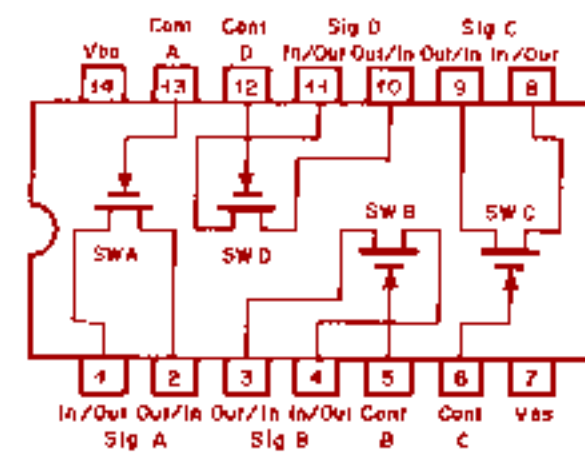 Cont Cont Sig D Sig C
Vbo A D In/Out Out/In Out/In In/Out
14 13 12 11 10 9 8
SW B SW C
SW A SW D
1 2 3 4 5 6 7
In/Out Out/In Out/In In/Out Cont Cont Vss
Sig A Sig B B C